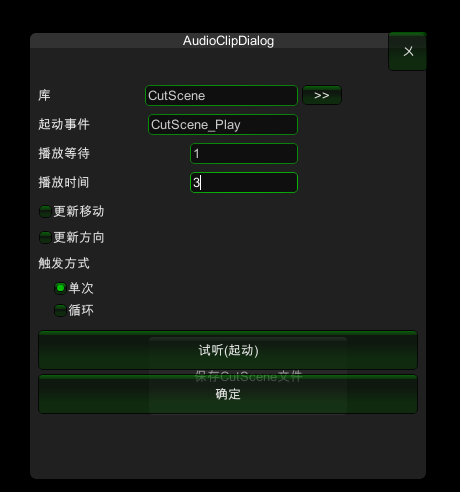 AudioClipDialog
X
库 CutScene >>
起动事件 CutScene_Play
播放等待 1
播放时间 3
更新移动
更新方向
触发方式
单次
循环
试听(起动)
保存CutScene文件
确定